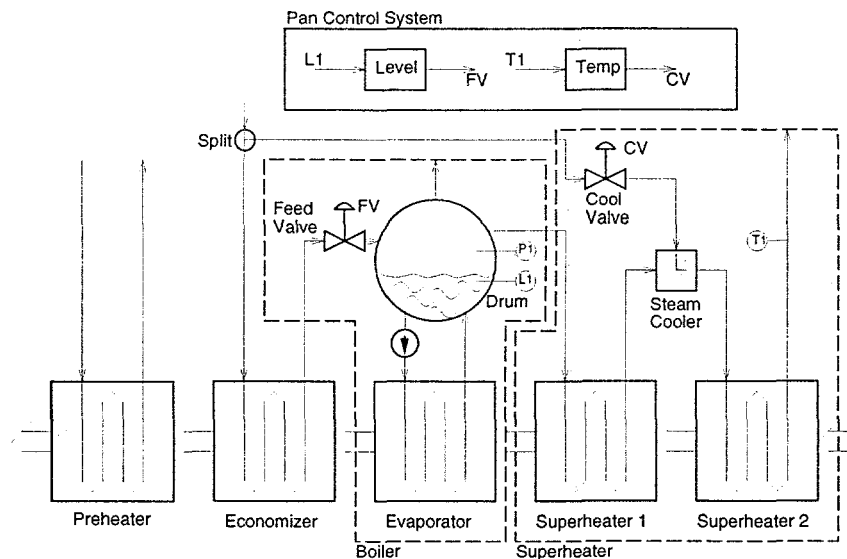 Pan Control System
L1
Level
FV
T1
Temp
CV
Split
CV
Cool
Valve
Feed
Valve
FV
P1
L1
Drum
T1
Steam
Cooler
Preheater
Economizer
Evaporator
Superheater 1
Superheater 2
Boiler
Superheater